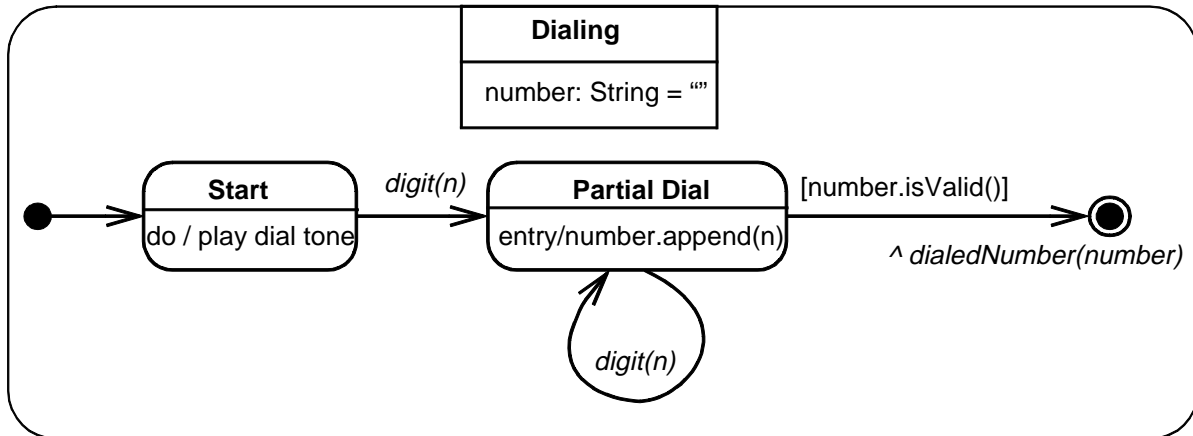 Dialing
number: String = “”
Start
do / play dial tone
digit(n)
Partial Dial
entry/number.append(n)
digit(n)
[number.isValid()]
^ dialedNumber(number)